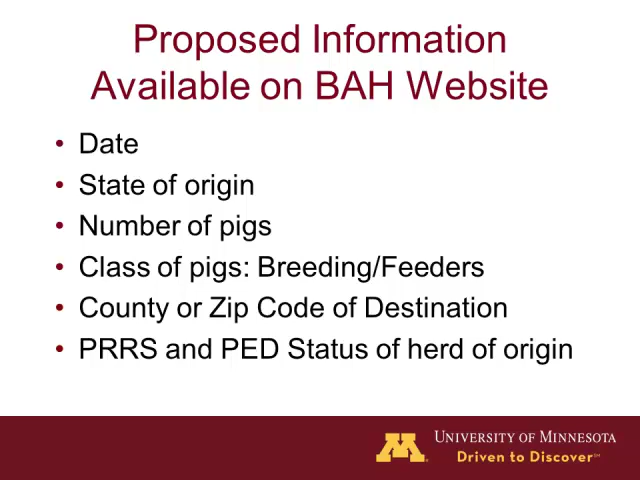 Proposed Information
Available on BAH Website
• Date
• State of origin
• Number of pigs
• Class of pigs: Breeding/Feeders
• County or Zip Code of Destination
• PRRS and PED Status of herd of origin
M
UNIVERSITY OF MINNESOTA
Driven to Discover℠